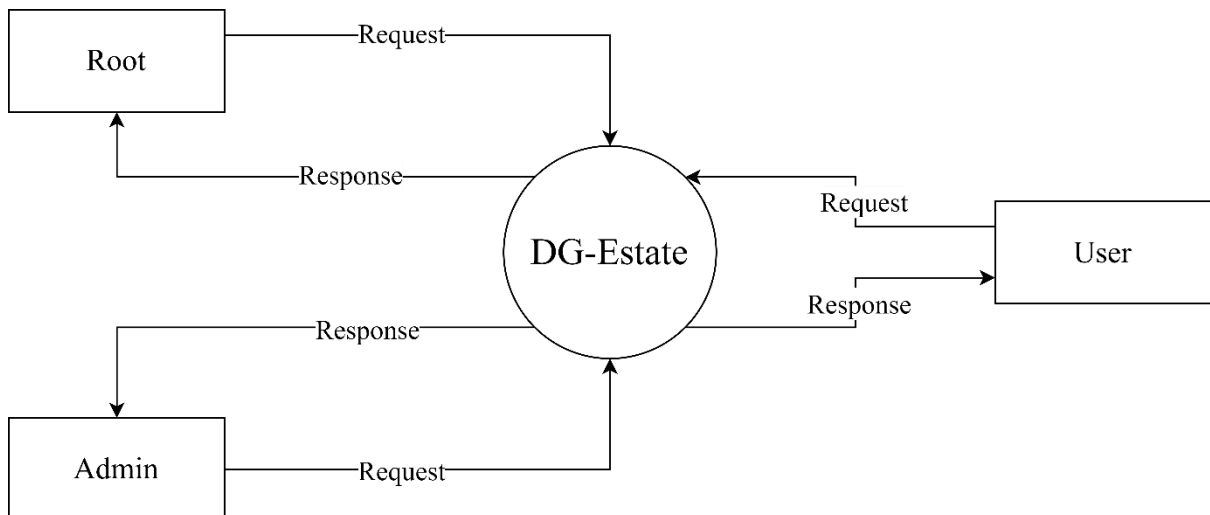 Request
Root
Response
Request
DG-Estate
User
Response
Response
Admin
Request